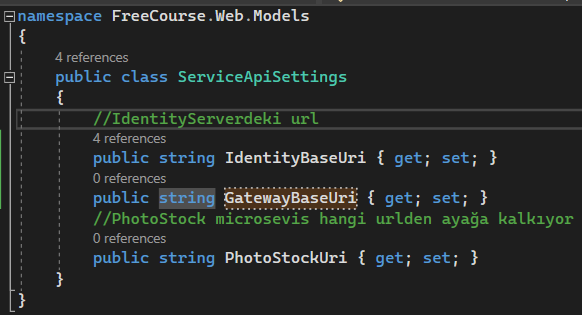 namespace FreeCourse.Web.Models
{
4 references
public class ServiceApiSettings
{
//IdentityServerdeki url
4 references
public string IdentityBaseUri { get; set; }
0 references
public string GatewayBaseUri { get; set; }
//PhotoStock microsevis hangi urlden ayağa kalkıyor
0 references
public string PhotoStockUri { get; set; }
}
}